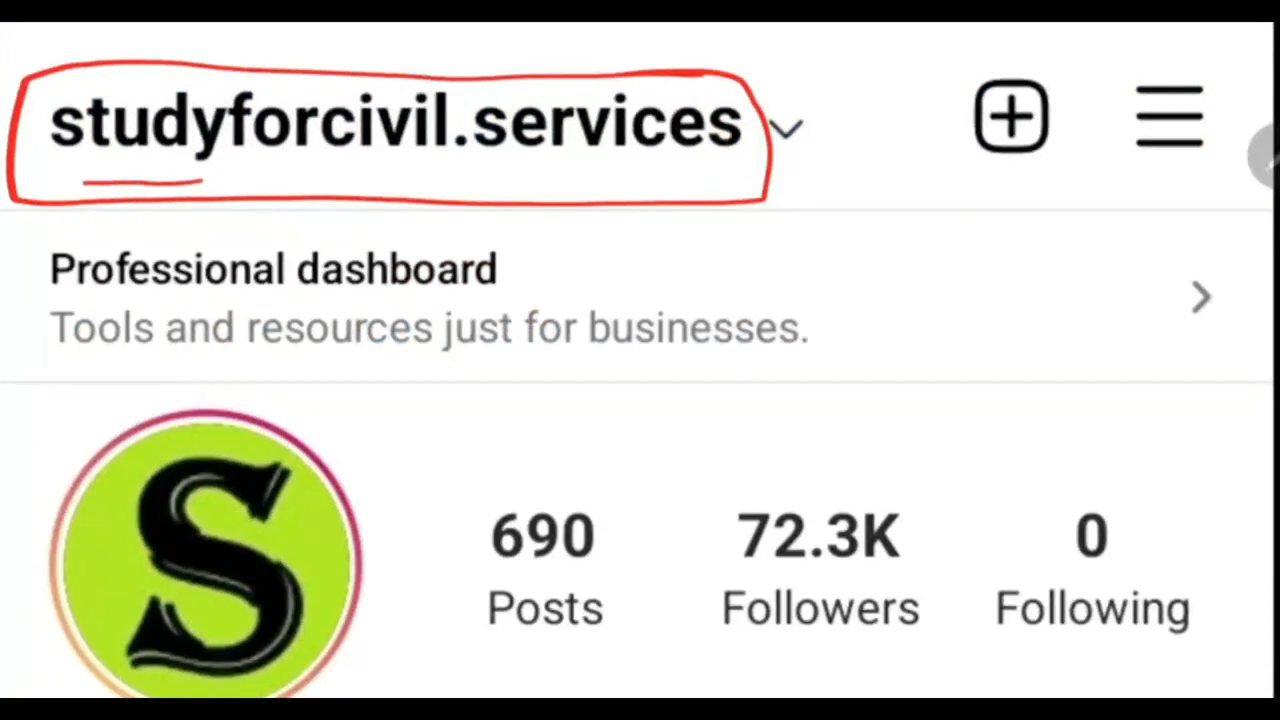 studyforcivil.services
Professional dashboard
Tools and resources just for businesses.
S
690 72.3K 0
Posts Followers Following